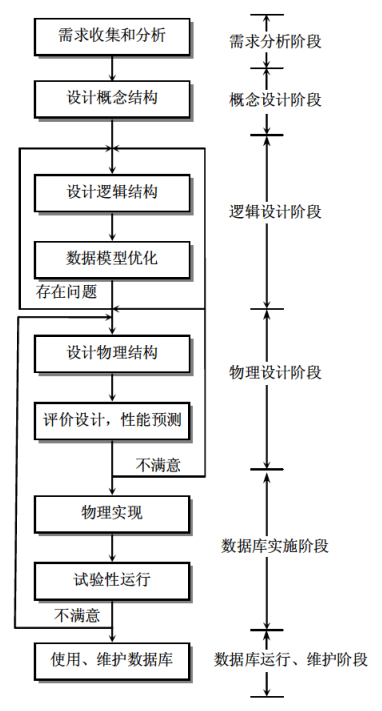 需求收集和分析
需求分析阶段
设计概念结构
概念设计阶段
设计逻辑结构
逻辑设计阶段
数据模型优化
存在问题
设计物理结构
物理设计阶段
评价设计，性能预测
不满意
物理实现
数据库实施阶段
试验性运行
不满意
使用、维护数据库
数据库运行、维护阶段